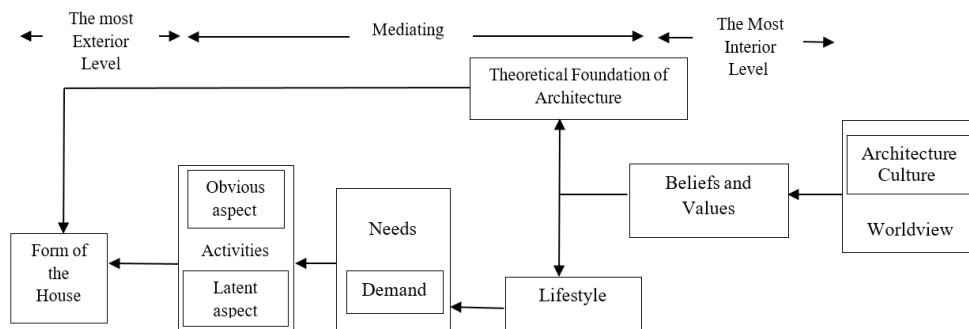 The most
Exterior
Level
Mediating
The Most
Interior
Level
Theoretical Foundation of
Architecture
Architecture
Culture
Worldview
Beliefs and
Values
Obvious
aspect
Activities
Latent
aspect
Needs
Demand
Lifestyle
Form of
the
House